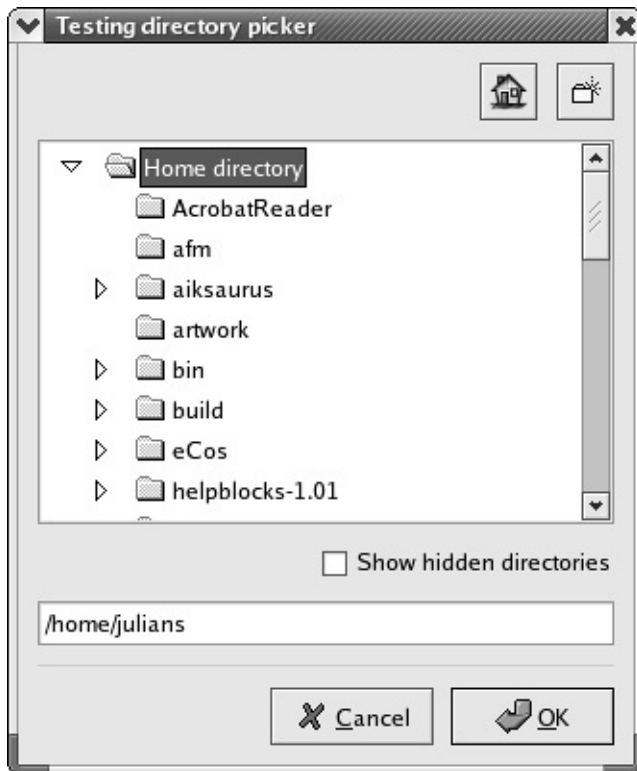 Testing directory picker
Home directory
AcrobatReader
afm
aiksaurus
artwork
bin
build
eCos
helpblocks-1.01
Show hidden directories
/home/julians
Cancel
OK